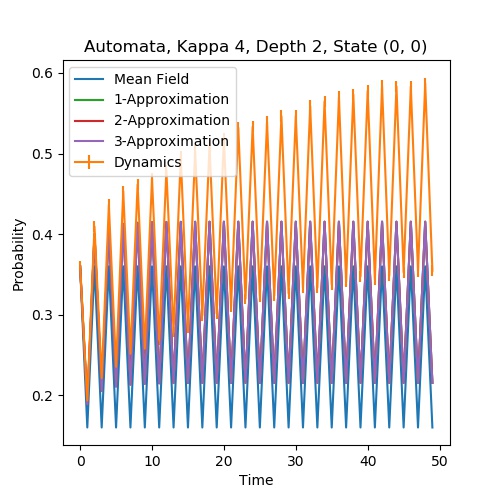 Automata, Kappa 4, Depth 2, State (0, 0)
Mean Field
1-Approximation
2-Approximation
3-Approximation
Dynamics
Probability
0.6
0.5
0.4
0.3
0.2
0 10 20 30 40 50
Time